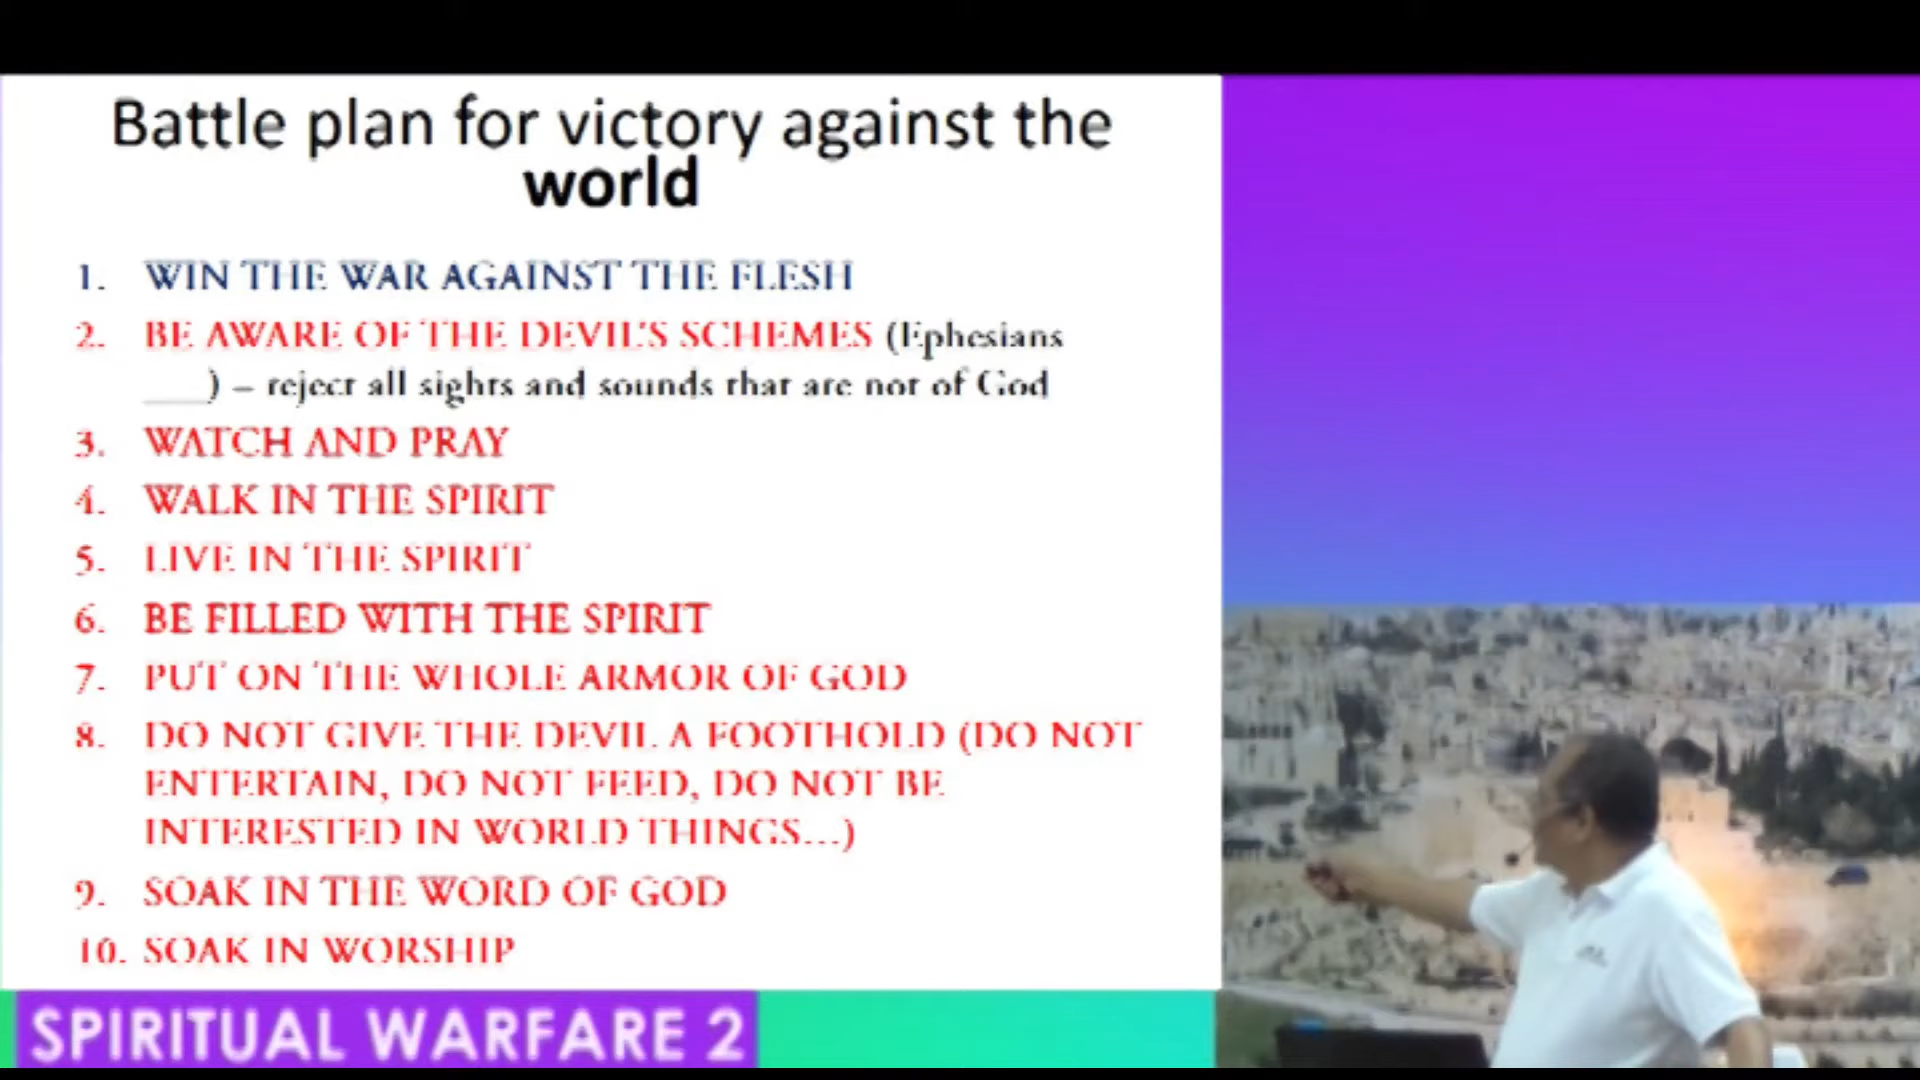 Battle plan for victory against the
world
1. WIN THE WAR AGAINST THE FLESH
2. BE AWARE OF THE DEVIL'S SCHEMES (Ephesians
____) – reject all sights and sounds that are not of God
3. WATCH AND PRAY
4. WALK IN THE SPIRIT
5. LIVE IN THE SPIRIT
6. BE FILLED WITH THE SPIRIT
7. PUT ON THE WHOLE ARMOR OF GOD
8. DO NOT GIVE THE DEVIL A FOOTHOLD (DO NOT
ENTERTAIN, DO NOT FEED, DO NOT BE
INTERESTED IN WORLD THINGS...)
9. SOAK IN THE WORD OF GOD
10. SOAK IN WORSHIP
SPIRITUAL WARFARE 2